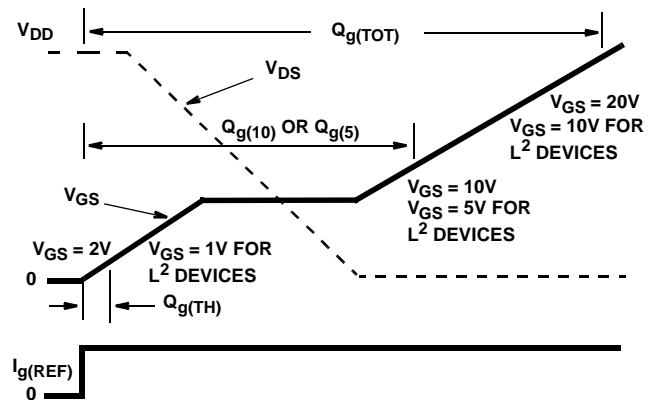 V_DD
Q_g(TOT)
V_DS
V_GS = 20V
V_GS = 10V FOR
L² DEVICES
Q_g(10) OR Q_g(5)
V_GS = 10V
V_GS = 5V FOR
L² DEVICES
V_GS
V_GS = 2V
V_GS = 1V FOR
L² DEVICES
0
Q_g(TH)
I_g(REF)
0